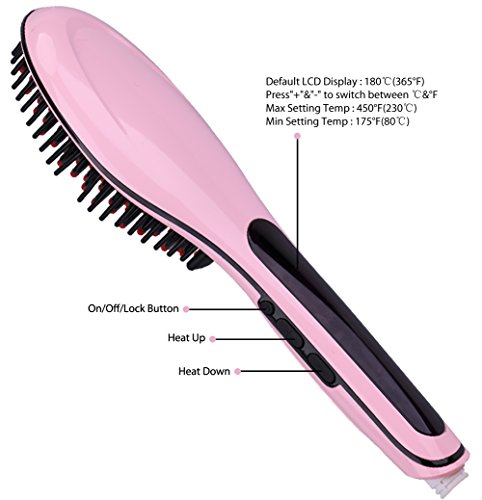 Default LCD Display : 180℃(365°F)
Press"+"&"-" to switch between ℃&°F
Max Setting Temp : 450°F(230℃)
Min Setting Temp : 175°F(80℃)
On/Off/Lock Button
Heat Up
Heat Down